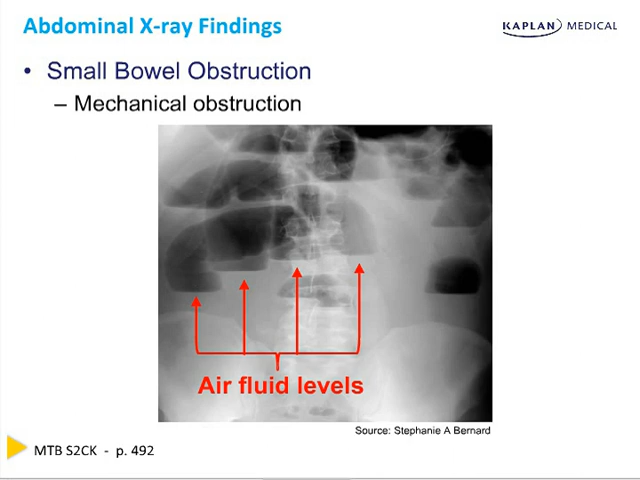 Abdominal X-ray Findings
KAPLAN MEDICAL
• Small Bowel Obstruction
– Mechanical obstruction
Air fluid levels
Source: Stephanie A Bernard
MTB S2CK - p. 492